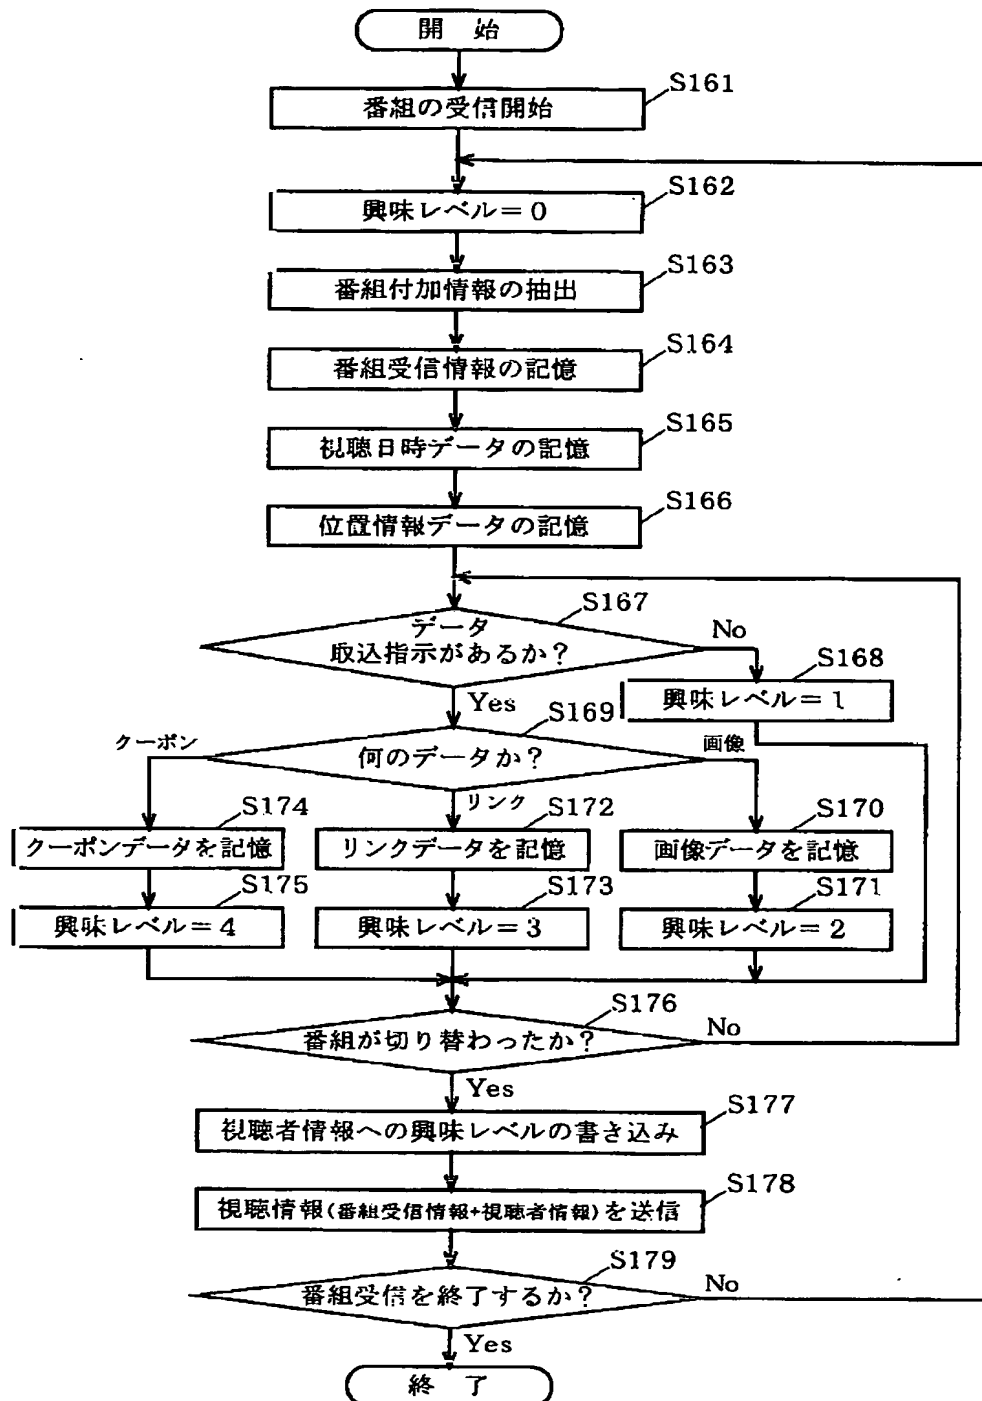 開 始
S161
番組の受信開始
S162
興味レベル＝0
S163
番組付加情報の抽出
S164
番組受信情報の記憶
S165
視聴日時データの記憶
S166
位置情報データの記憶
S167
データ
取込指示があるか？
No
Yes
S168
興味レベル＝1
S169
何のデータか？
クーポン
リンク
画像
S174
クーポンデータを記憶
S172
リンクデータを記憶
S170
画像データを記憶
S175
興味レベル＝4
S173
興味レベル＝3
S171
興味レベル＝2
S176
番組が切り替わったか？
No
Yes
S177
視聴者情報への興味レベルの書き込み
S178
視聴情報(番組受信情報+視聴者情報)を送信
S179
番組受信を終了するか？
No
Yes
終 了